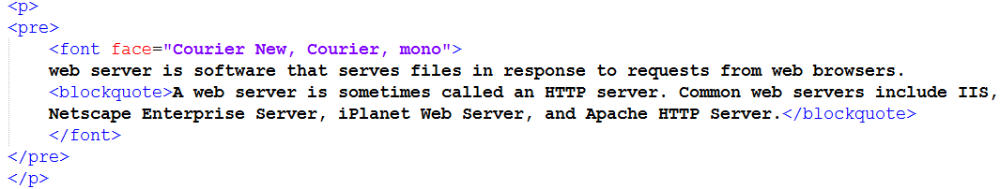 <p>
<pre>
<font face="Courier New, Courier, mono">
web server is software that serves files in response to requests from web browsers.
<blockquote>A web server is sometimes called an HTTP server. Common web servers include IIS,
Netscape Enterprise Server, iPlanet Web Server, and Apache HTTP Server.</blockquote>
</font>
</pre>
</p>